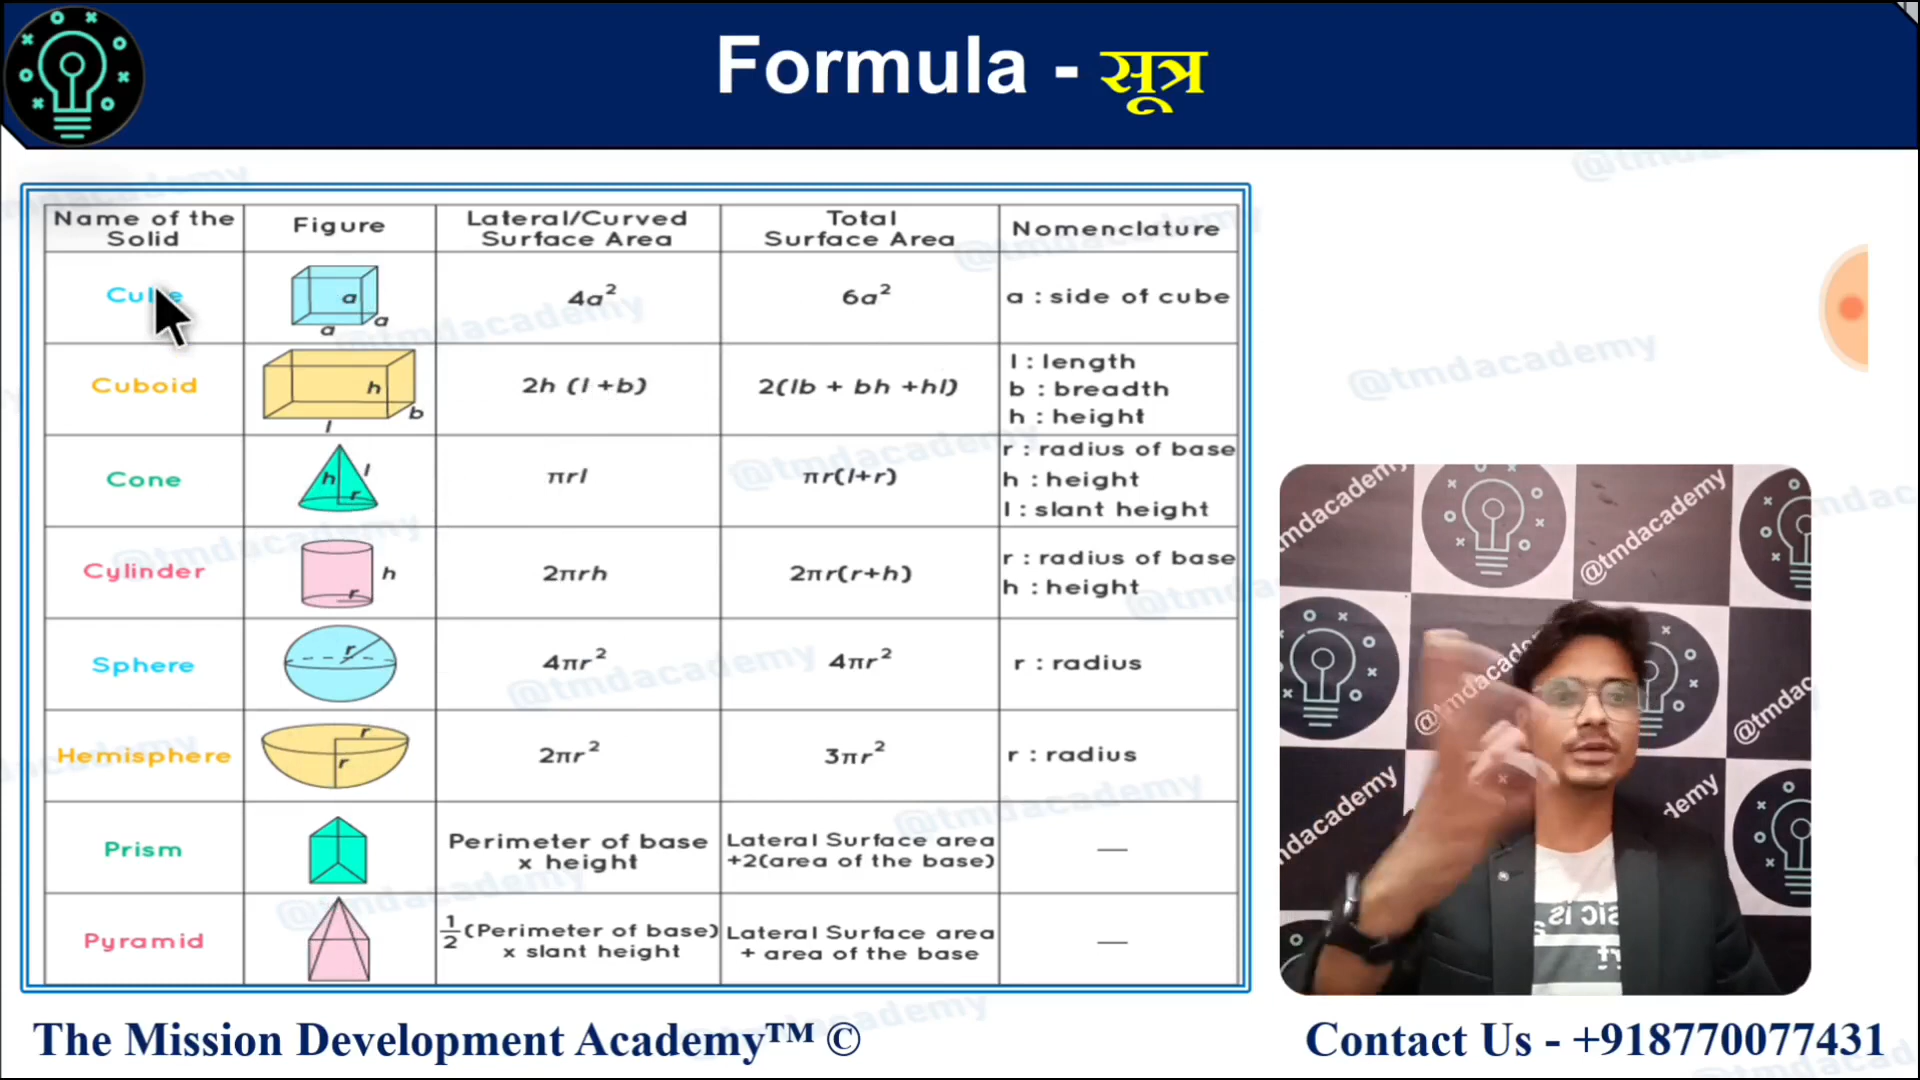 Formula - सूत्र
Name of the Solid
Figure
Lateral/Curved Surface Area
Total Surface Area
Nomenclature
a
a
a
4a²
6a²
a : side of cube
Cuboid
h
b
l
2h (l +b)
2(lb + bh +hl)
l : length
b : breadth
h : height
Cone
h
l
r
πrl
πr(l+r)
r : radius of base
h : height
l : slant height
Cylinder
h
r
2πrh
2πr(r+h)
r : radius of base
h : height
Sphere
r
4πr²
4πr²
r : radius
Hemisphere
r
r
2πr²
3πr²
r : radius
Prism
Perimeter of base
x height
Lateral Surface area
+2(area of the base)
—
Pyramid
1/2 (Perimeter of base)
x slant height
Lateral Surface area
+ area of the base
—
@tmdacademy
@tmdacademy
@tmdacademy
The Mission Development Academy™ ©
Contact Us - +918770077431